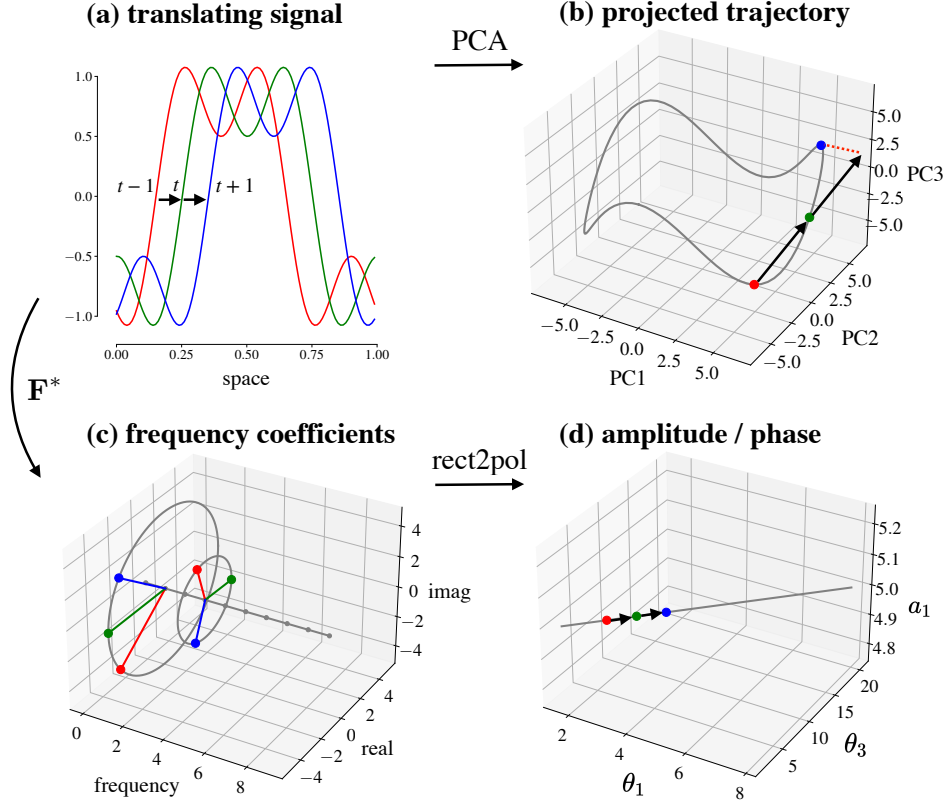 (a) translating signal
PCA
(b) projected trajectory
1.0
0.5
0.0
−0.5
−1.0
t − 1
t
t + 1
0.00
0.25
0.50
0.75
1.00
space
5.0
2.5
0.0
−2.5
−5.0
PC3
−5.0
−2.5
0.0
2.5
5.0
PC1
−5.0
−2.5
0.0
2.5
5.0
PC2
F*
(c) frequency coefficients
rect2pol
(d) amplitude / phase
4
2
0
−2
−4
imag
0
2
4
6
8
frequency
−4
−2
0
2
4
real
5.2
5.1
5.0
4.9
4.8
a₁
2
4
6
8
θ₁
5
10
15
20
θ₃